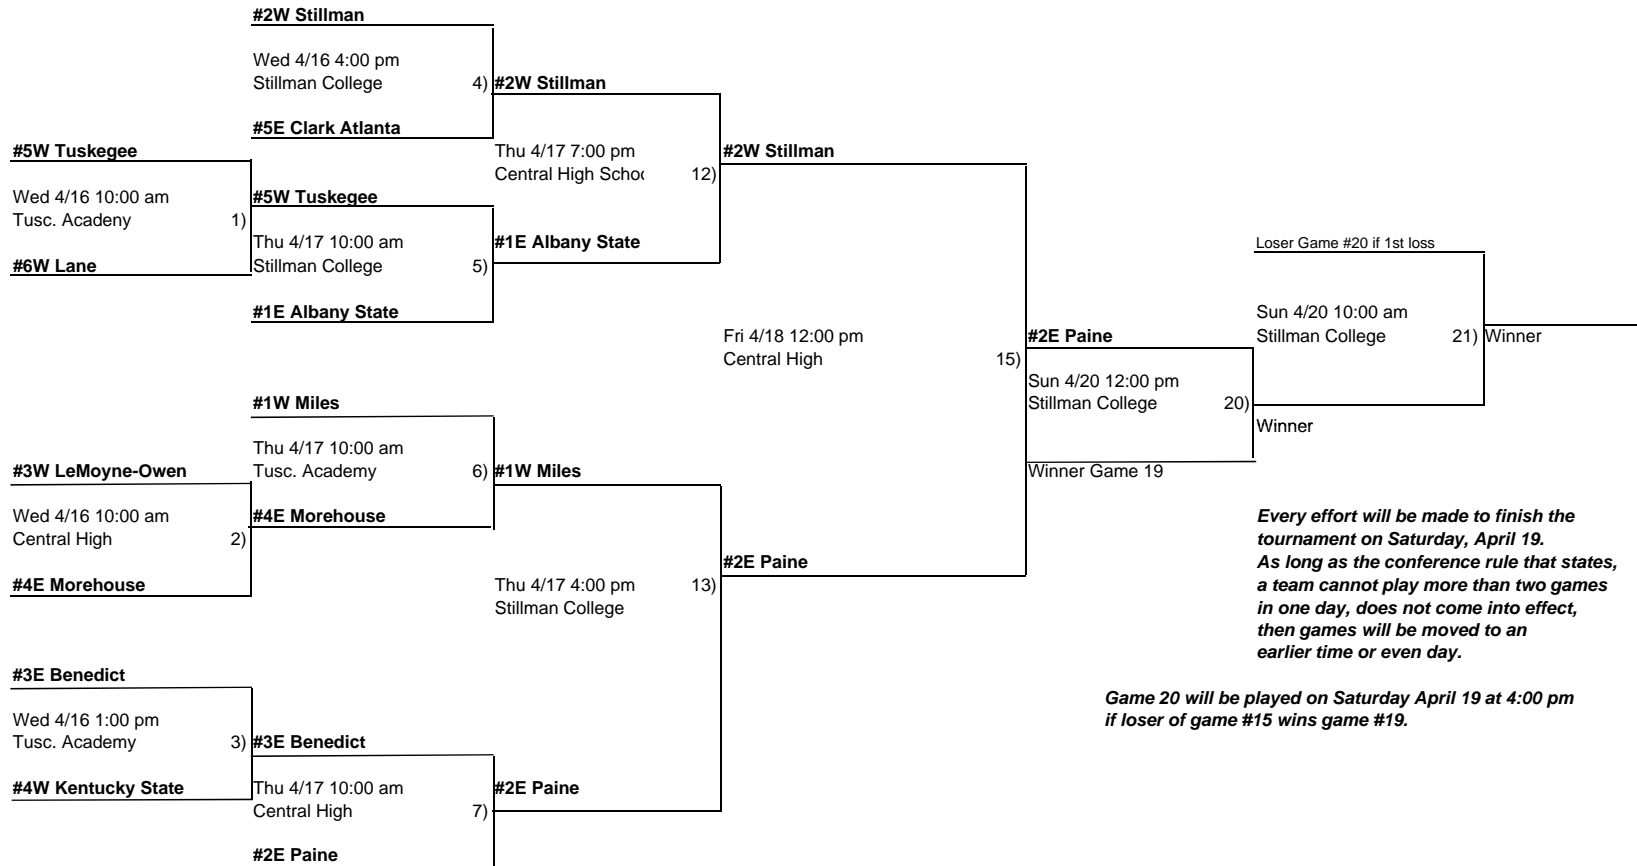 #2W Stillman
Wed 4/16 4:00 pm
Stillman College 4)
#2W Stillman
#5E Clark Atlanta
#5W Tuskegee
Thu 4/17 7:00 pm
Central High Schoo 12)
#2W Stillman
Wed 4/16 10:00 am
Tusc. Acadeny 1)
#5W Tuskegee
#6W Lane
Thu 4/17 10:00 am
Stillman College 5)
#1E Albany State
#1E Albany State
Loser Game #20 if 1st loss
Fri 4/18 12:00 pm
Central High 15)
#2E Paine
Sun 4/20 10:00 am
Stillman College 21)
Winner
Sun 4/20 12:00 pm
Stillman College 20)
Winner
#1W Miles
Thu 4/17 10:00 am
Tusc. Academy 6)
#1W Miles
#3W LeMoyne-Owen
Winner Game 19
Wed 4/16 10:00 am
Central High 2)
#4E Morehouse
#4E Morehouse
#2E Paine
Thu 4/17 4:00 pm 13)
Stillman College
Every effort will be made to finish the
tournament on Saturday, April 19.
As long as the conference rule that states,
a team cannot play more than two games
in one day, does not come into effect,
then games will be moved to an
earlier time or even day.
Game 20 will be played on Saturday April 19 at 4:00 pm
if loser of game #15 wins game #19.
#3E Benedict
Wed 4/16 1:00 pm
Tusc. Academy 3)
#3E Benedict
#4W Kentucky State
Thu 4/17 10:00 am
Central High 7)
#2E Paine
#2E Paine